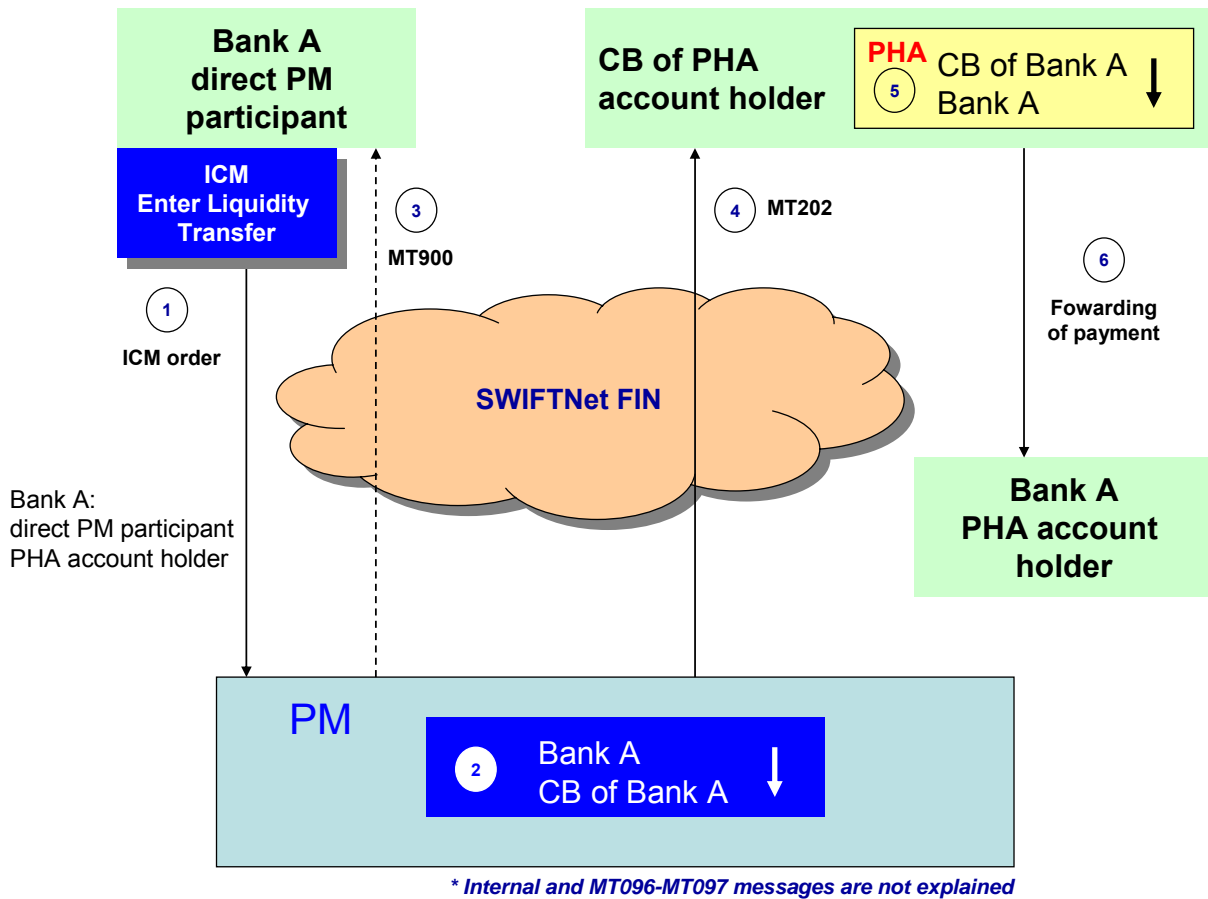 Bank A
direct PM
participant
ICM
Enter Liquidity
Transfer
CB of PHA
account holder
PHA
5
CB of Bank A
Bank A
1
ICM order
3
MT900
4
MT202
6
Fowarding
of payment
SWIFTNet FIN
Bank A:
direct PM participant
PHA account holder
Bank A
PHA account
holder
PM
2
Bank A
CB of Bank A
* Internal and MT096-MT097 messages are not explained